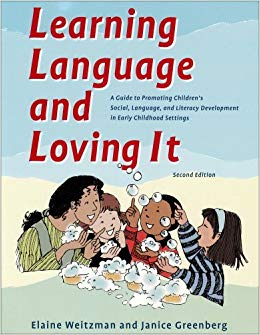 Learning
Language
and
Loving It
A Guide to Promoting Children's
Social, Language, and Literacy Development
in Early Childhood Settings
Second Edition
Elaine Weitzman and Janice Greenberg